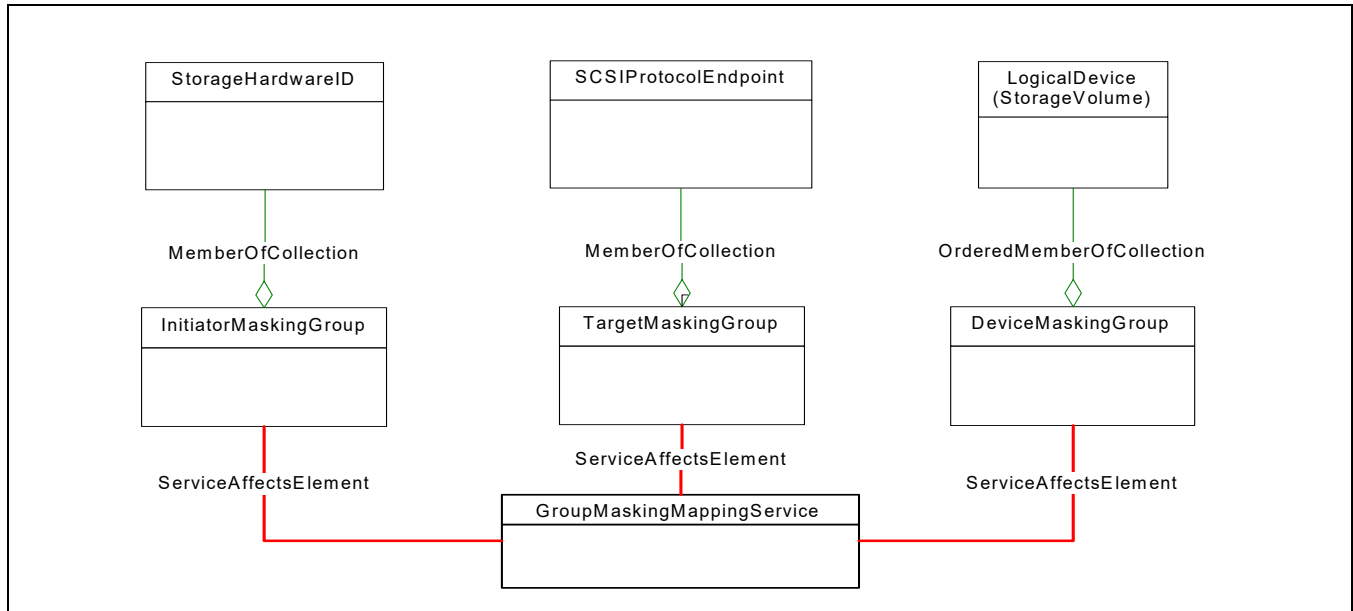 StorageHardwareID
SCSIProtocolEndpoint
LogicalDevice
(StorageVolume)
MemberOfCollection
MemberOfCollection
OrderedMemberOfCollection
InitiatorMaskingGroup
TargetMaskingGroup
DeviceMaskingGroup
ServiceAffectsElement
ServiceAffectsElement
ServiceAffectsElement
GroupMaskingMappingService